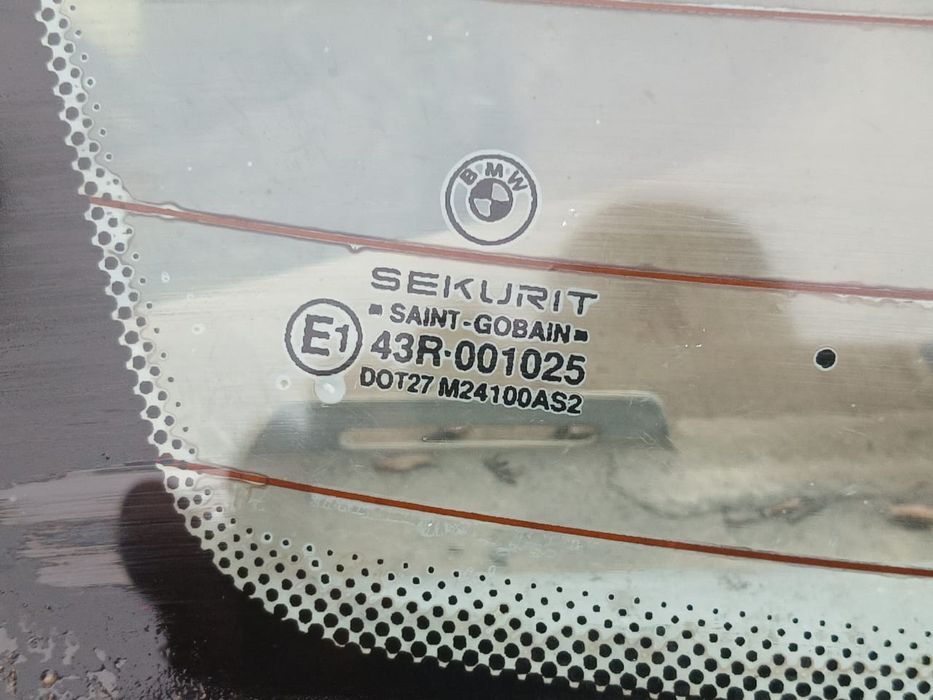 BMW
SEKURIT
SAINT-GOBAIN
E1
43R-001025
DOT27 M24100AS2